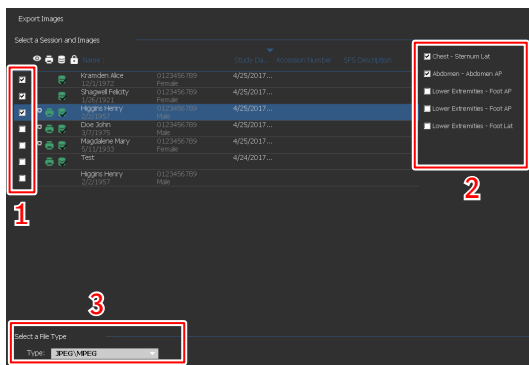 Export Images
Select a Session and Images
Name
Study Da... Accession Number SPS Description
Kramden Alice 0123456789 4/25/2017...
12/1/1972 Female
Shagwell Felicity 0123456789 4/25/2017...
1/26/1921 Female
Higgins Henry 0123456789 4/25/2017...
2/2/1957 Male
Doe John 0123456789 4/25/2017...
3/7/1975 Male
Magdalene Mary 0123456789 4/25/2017...
5/11/1933 Female
Test 4/24/2017...
Higgins Henry 0123456789
2/2/1957 Male
Chest - Sternum Lat
Abdomen - Abdomen AP
Lower Extremities - Foot AP
Lower Extremities - Foot AP
Lower Extremities - Foot Lat
1
2
3
Select a File Type
Type: JPEG\MPEG